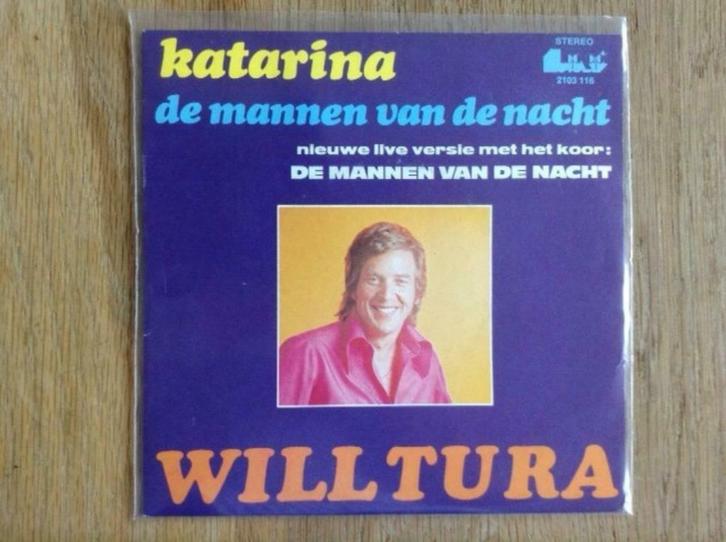 katarina
STEREO
2103 116
de mannen van de nacht
nieuwe live versie met het koor:
DE MANNEN VAN DE NACHT
WILL TURA